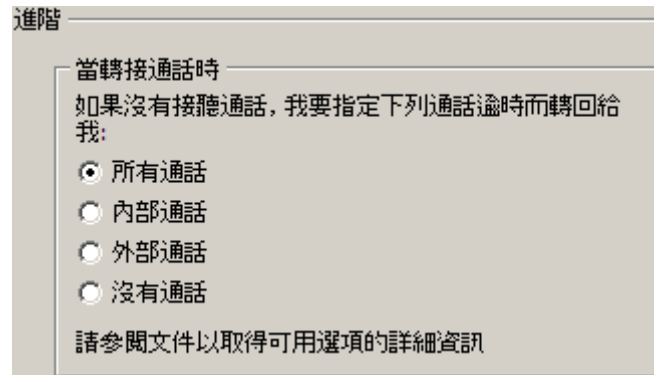 進階
當轉接通話時
如果沒有接聽通話，我要指定下列通話逾時而轉回給
我:
所有通話
內部通話
外部通話
沒有通話
請參閱文件以取得可用選項的詳細資訊